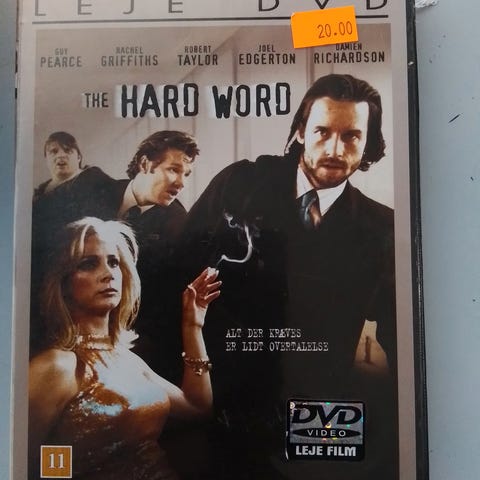 LEJE DVD
20.00
GUY PEARCE
RACHEL GRIFFITHS
ROBERT TAYLOR
JOEL EDGERTON
DAMIEN RICHARDSON
THE HARD WORD
ALT DER KRÆVES
ER LIDT OVERTALELSE
DVD
VIDEO
LEJE FILM
11